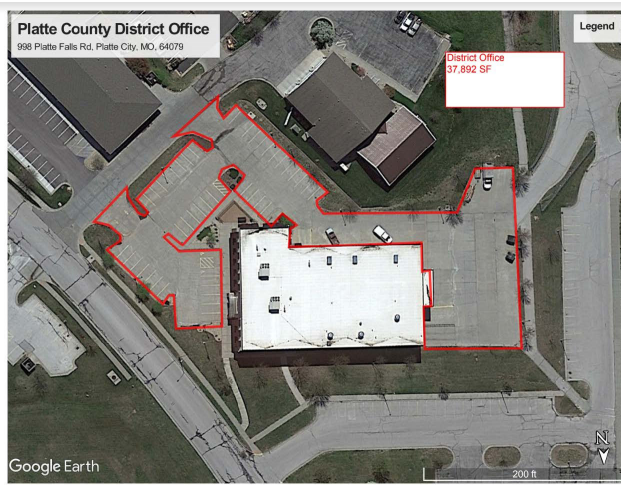 Platte County District Office
998 Platte Falls Rd, Platte City, MO, 64079
Legend
District Office
37,892 SF
N
Google Earth
200 ft